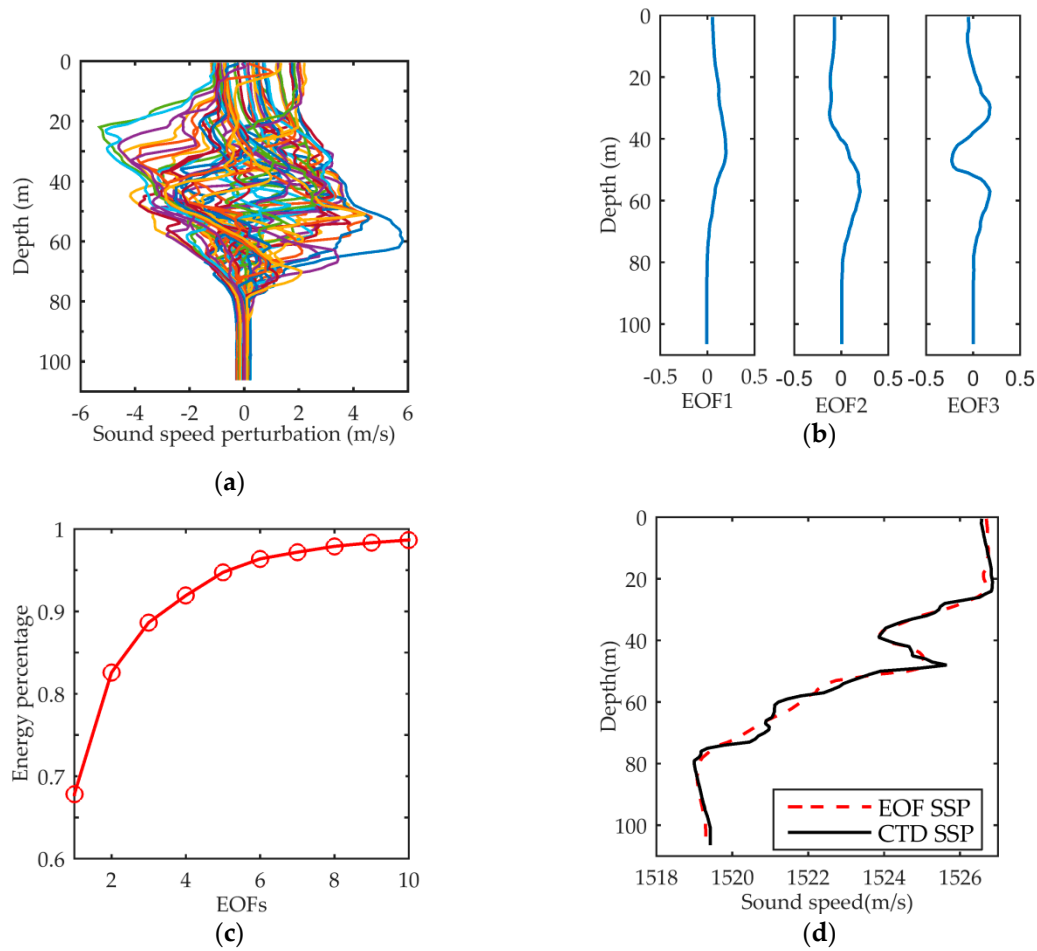 0
20
40
60
80
100
Depth (m)
-6 -4 -2 0 2 4 6
Sound speed perturbation (m/s)
(a)
0
20
40
60
80
100
Depth (m)
-0.5 0 0.5
EOF1
-0.5 0 0.5
EOF2
-0.5 0 0.5
EOF3
(b)
1
0.9
0.8
0.7
0.6
Energy percentage
2 4 6 8 10
EOFs
(c)
0
20
40
60
80
100
Depth(m)
EOF SSP
CTD SSP
1518 1520 1522 1524 1526
Sound speed(m/s)
(d)